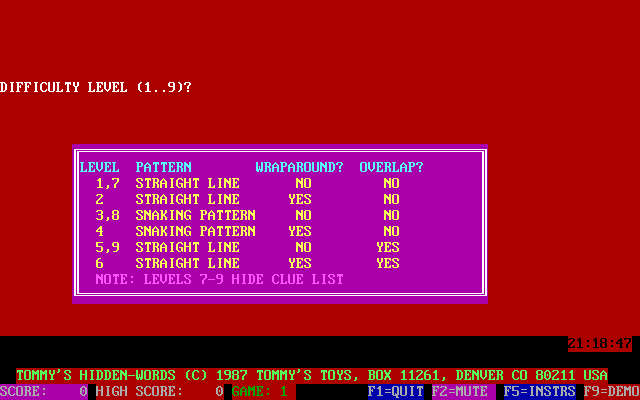 DIFFICULTY LEVEL (1..9)?
LEVEL PATTERN WRAPAROUND? OVERLAP?
1,7 STRAIGHT LINE NO NO
2 STRAIGHT LINE YES NO
3,8 SNAKING PATTERN NO NO
4 SNAKING PATTERN YES NO
5,9 STRAIGHT LINE NO YES
6 STRAIGHT LINE YES YES
NOTE: LEVELS 7-9 HIDE CLUE LIST
21:18:47
TOMMY'S HIDDEN-WORDS (C) 1987 TOMMY'S TOYS, BOX 11261, DENVER CO 80211 USA
SCORE: 0 HIGH SCORE: 0 GAME: 1 F1=QUIT F2=MUTE F5=INSTRS F9=DEMO